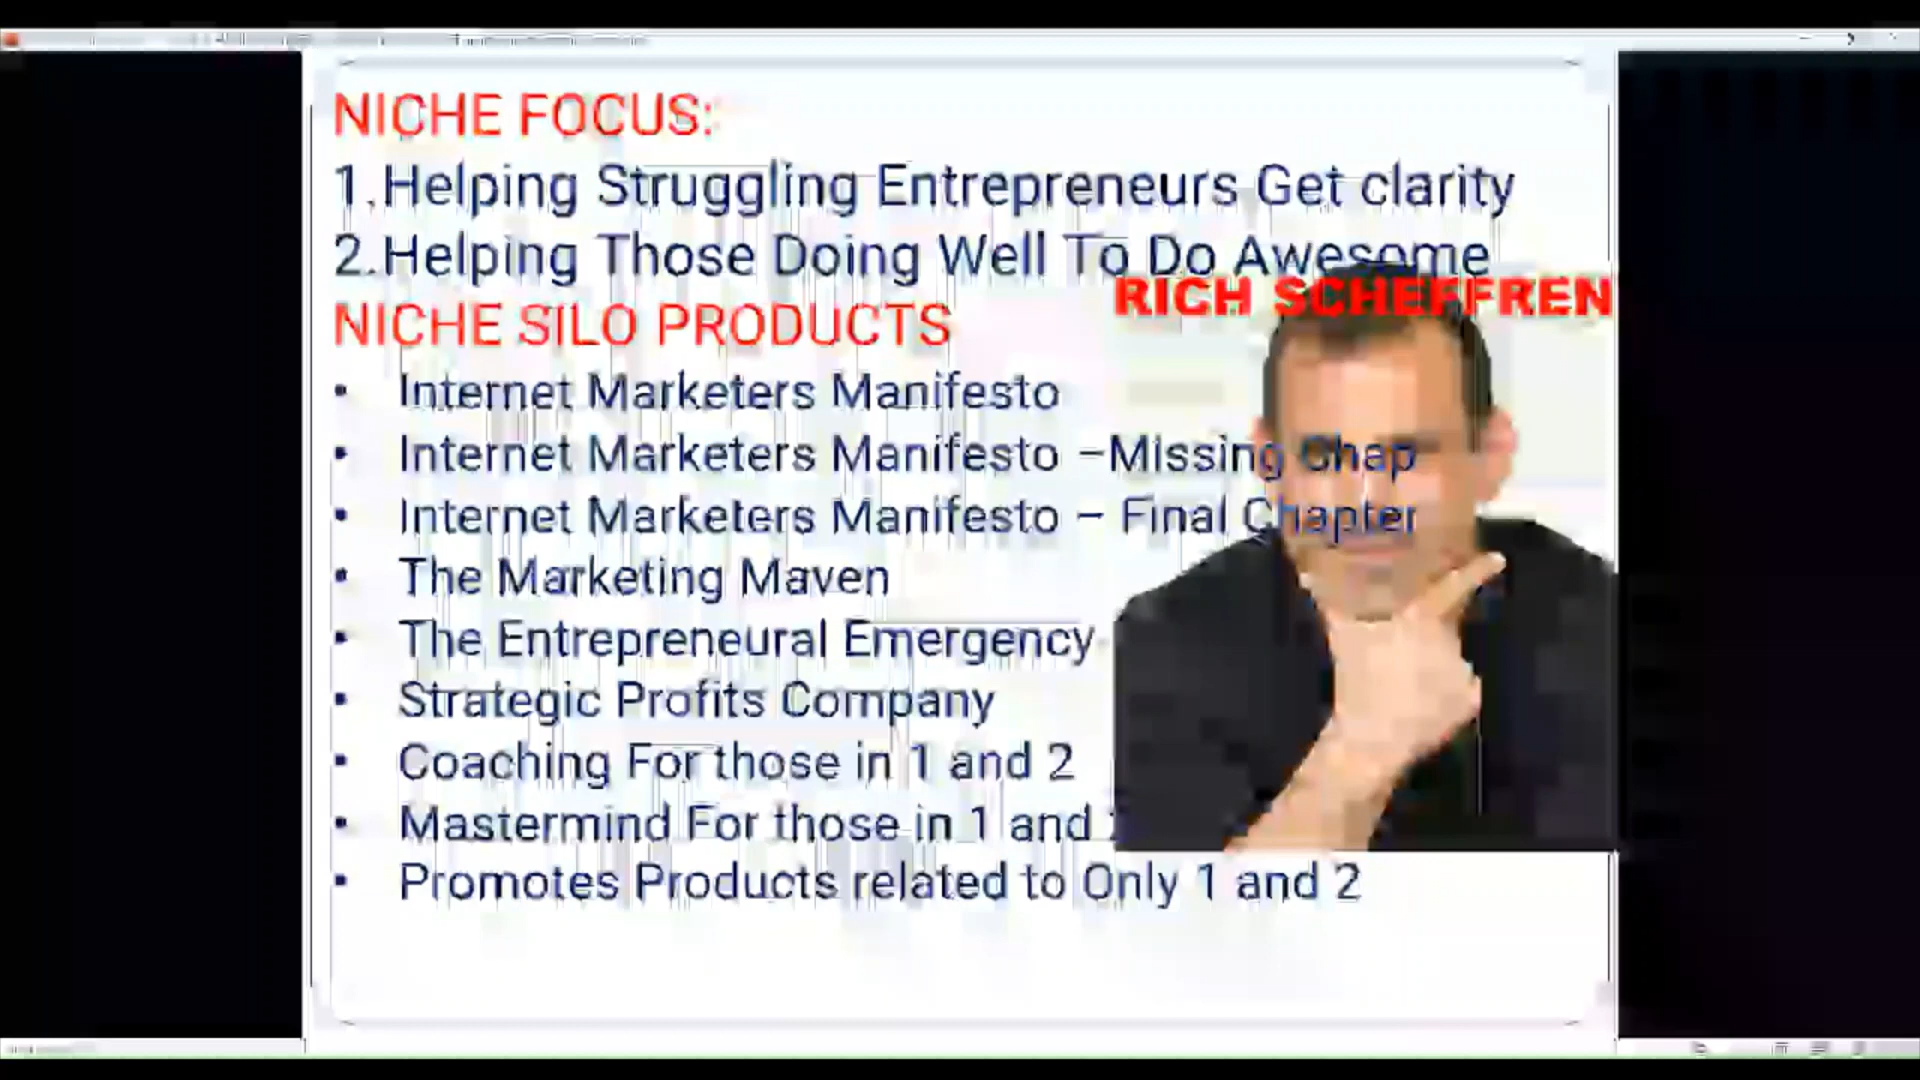 NICHE FOCUS:
1.Helping Struggling Entrepreneurs Get clarity
2.Helping Those Doing Well To Do Awesome
RICH SCHEFFREN
NICHE SILO PRODUCTS
• Internet Marketers Manifesto
• Internet Marketers Manifesto –Missing Chap
• Internet Marketers Manifesto – Final Chapter
• The Marketing Maven
• The Entrepreneural Emergency
• Strategic Profits Company
• Coaching For those in 1 and 2
• Mastermind For those in 1 and
• Promotes Products related to Only 1 and 2